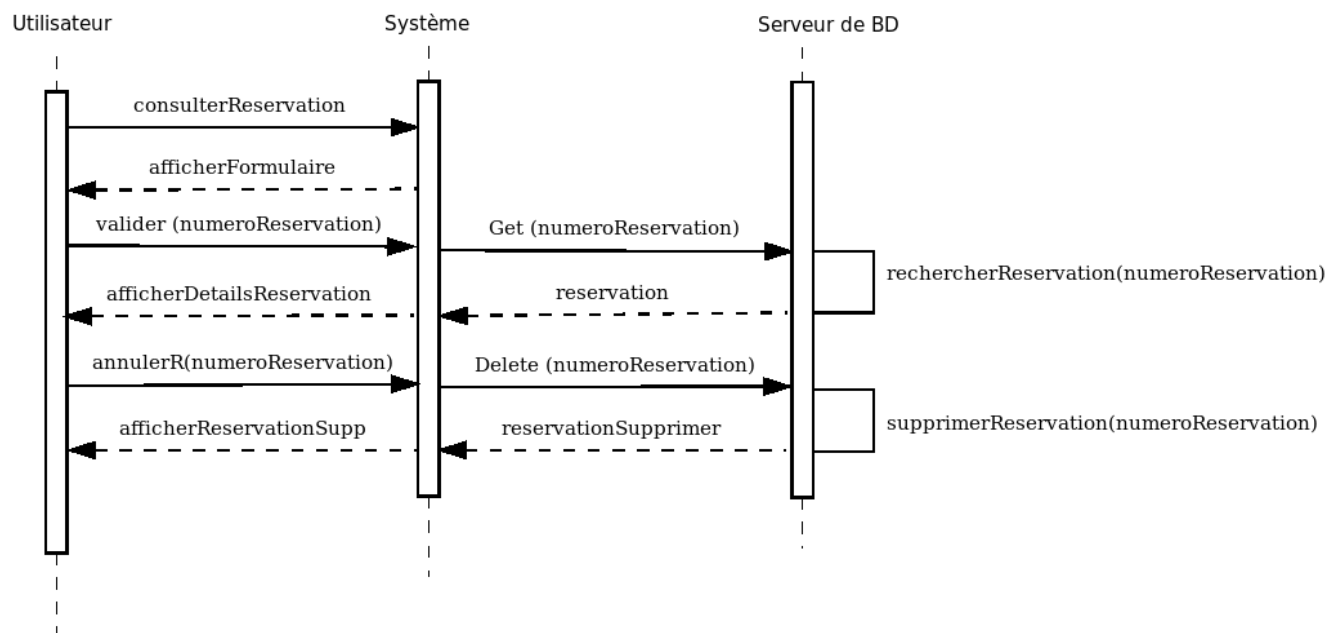 Utilisateur
Système
Serveur de BD
consulterReservation
afficherFormulaire
valider (numeroReservation)
Get (numeroReservation)
rechercherReservation(numeroReservation)
afficherDetailsReservation
reservation
annulerR(numeroReservation)
Delete (numeroReservation)
supprimerReservation(numeroReservation)
afficherReservationSupp
reservationSupprimer